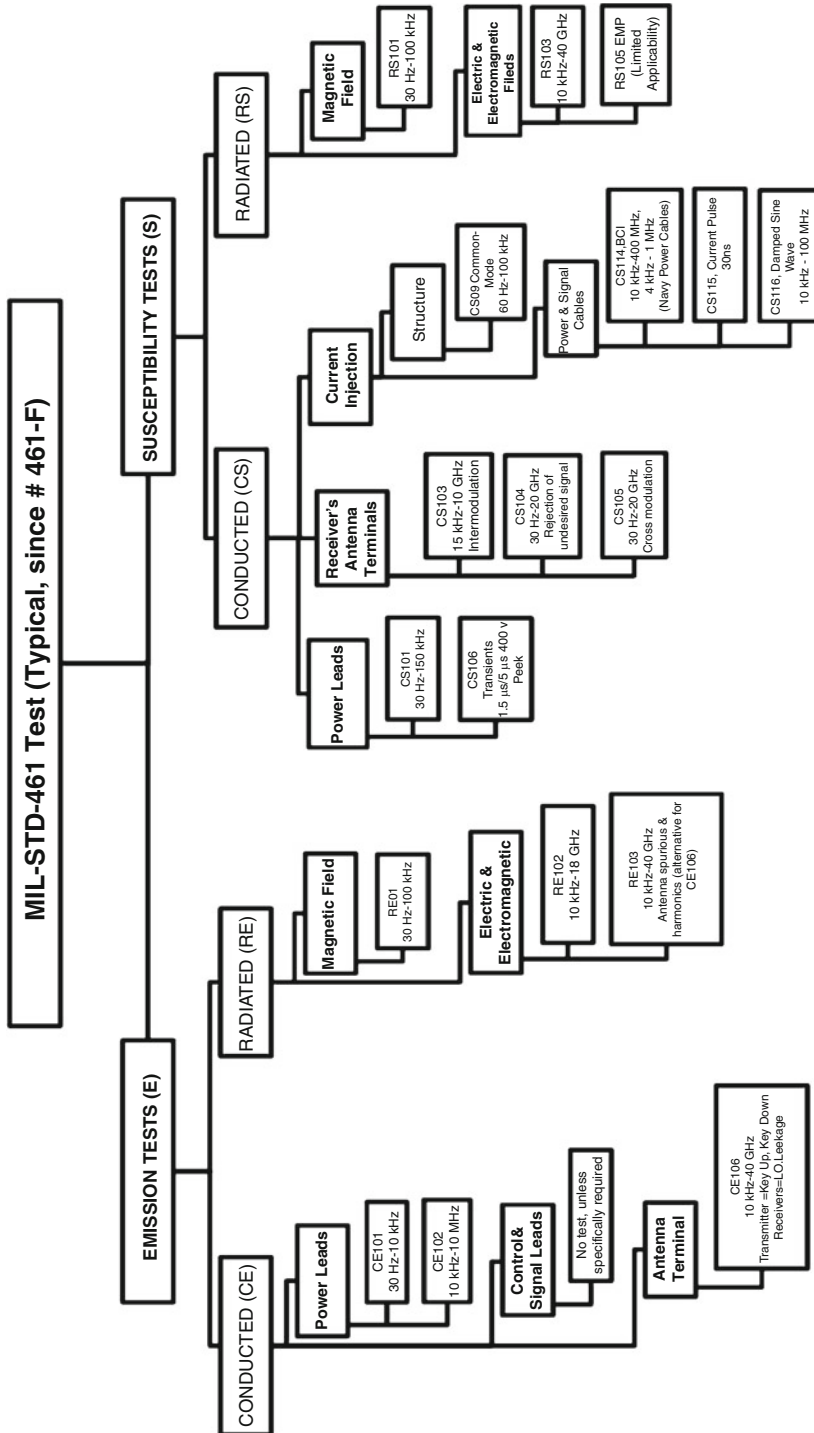 MIL-STD-461 Test (Typical, since # 461-F)
EMISSION TESTS (E)
CONDUCTED (CE)
Power Leads
CE101
30 Hz-10 kHz
CE102
10 kHz-10 MHz
Control&
Signal Leads
No test, unless
specifically required
Antenna
Terminal
CE106
10 kHz-40 GHz
Transmitter =Key Up, Key Down
Receivers=LO.Leekage
RADIATED (RE)
Magnetic Field
RE01
30 Hz-100 kHz
Electric &
Electromagnetic
RE102
10 kHz-18 GHz
RE103
10 kHz-40 GHz
Antenna spurious &
harmonics (alternative for
CE106)
SUSCEPTIBILITY TESTS (S)
CONDUCTED (CS)
Power Leads
CS101
30 Hz-150 kHz
CS106
Transients
1.5 μs/5 μs 400 v
Peek
Receiver's
Antenna
Terminals
CS103
15 kHz-10 GHz
Intermodulation
CS104
30 Hz-20 GHz
Rejection of
undesired signal
CS105
30 Hz-20 GHz
Cross modulation
Current
Injection
Structure
CS09 Common-
Mode
60 Hz-100 kHz
Power & Signal
Cables
CS114,BCI
10 kHz-400 MHz,
4 kHz - 1 MHz
(Navy Power Cables)
CS115, Current Pulse
30ns
CS116, Damped Sine
Wave
10 kHz - 100 MHz
RADIATED (RS)
Magnetic
Field
RS101
30 Hz-100 kHz
Electric &
Electromagnetic
Fileds
RS103
10 kHz-40 GHz
RS105 EMP
(Limited
Applicability)